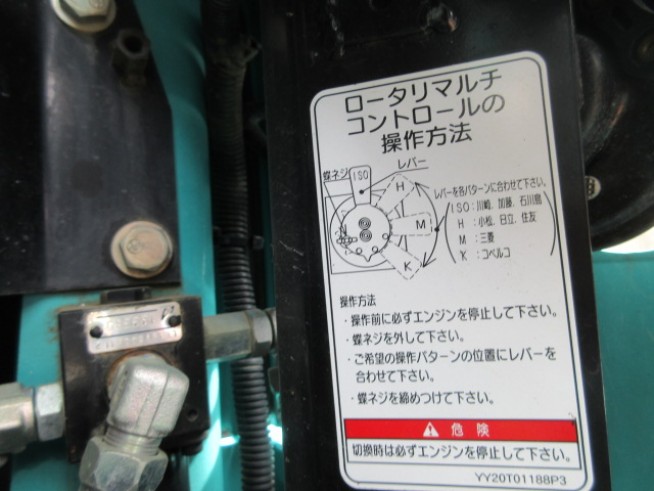 ロータリマルチ
コントロールの
操作方法
レバー
蝶ネジ
ISO
H
M
K
N
レバーを各パターンに合わせて下さい。
ISO:川崎, 加藤, 石川島
H :小松, 日立, 住友
M :三菱
K :コベルコ
操作方法
・操作前に必ずエンジンを停止して下さい。
・蝶ネジを外して下さい。
・ご希望の操作パターンの位置にレバーを
合わせて下さい。
・蝶ネジを締めつけて下さい。
危険
切換時は必ずエンジンを停止して下さい。
YY20T01188P3